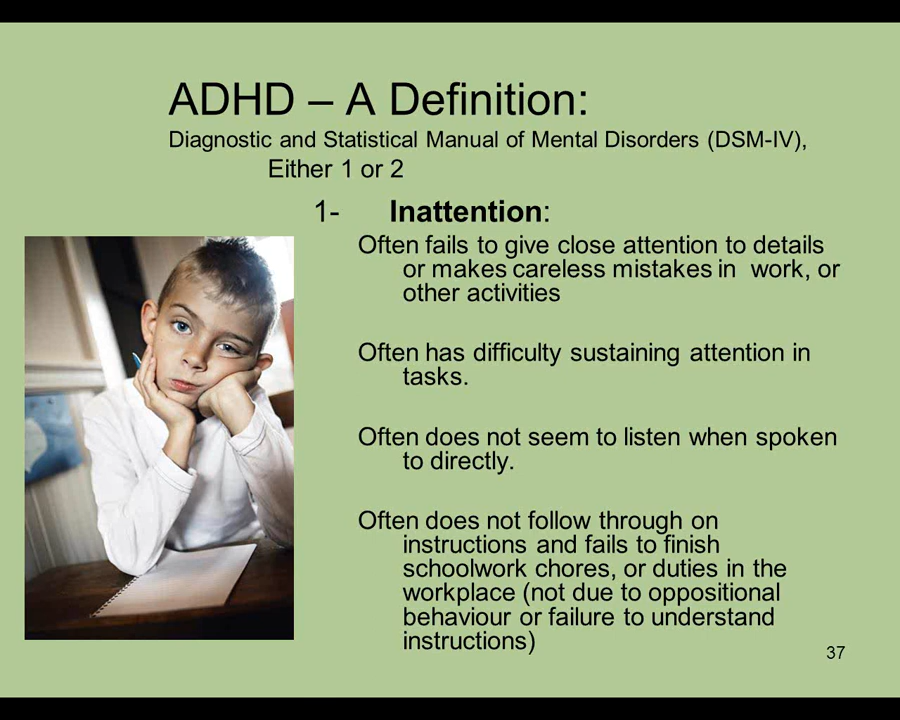 ADHD – A Definition:
Diagnostic and Statistical Manual of Mental Disorders (DSM-IV),
Either 1 or 2
1- Inattention:
Often fails to give close attention to details
or makes careless mistakes in work, or
other activities
Often has difficulty sustaining attention in
tasks.
Often does not seem to listen when spoken
to directly.
Often does not follow through on
instructions and fails to finish
schoolwork chores, or duties in the
workplace (not due to oppositional
behaviour or failure to understand
instructions)
37